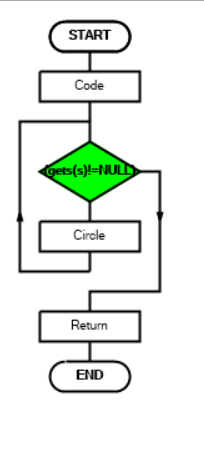 START
Code
(gets(s)!=NULL)
Circle
Return
END